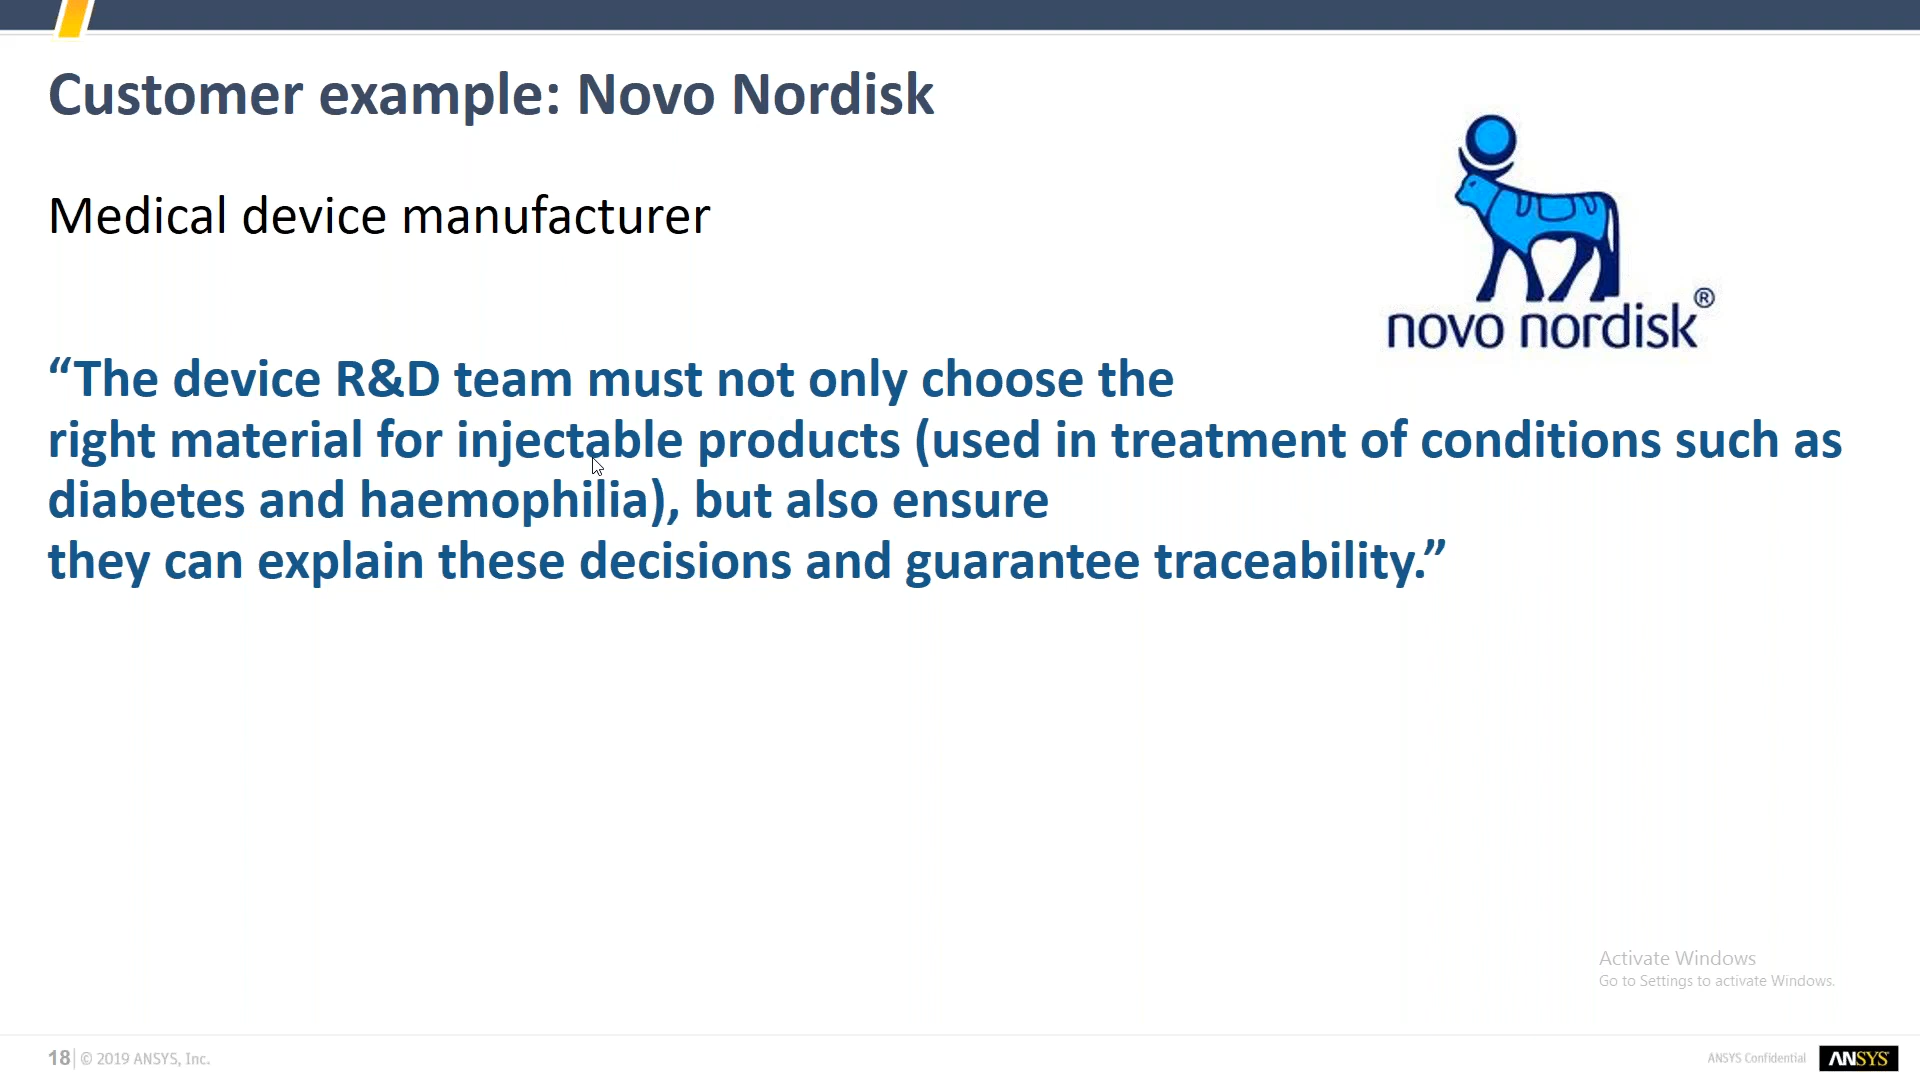 Customer example: Novo Nordisk
Medical device manufacturer
novo nordisk®
“The device R&D team must not only choose the
right material for injectable products (used in treatment of conditions such as
diabetes and haemophilia), but also ensure
they can explain these decisions and guarantee traceability.”
Activate Windows
Go to Settings to activate Windows.
18 © 2019 ANSYS, Inc.
ANSYS Confidential
ANSYS